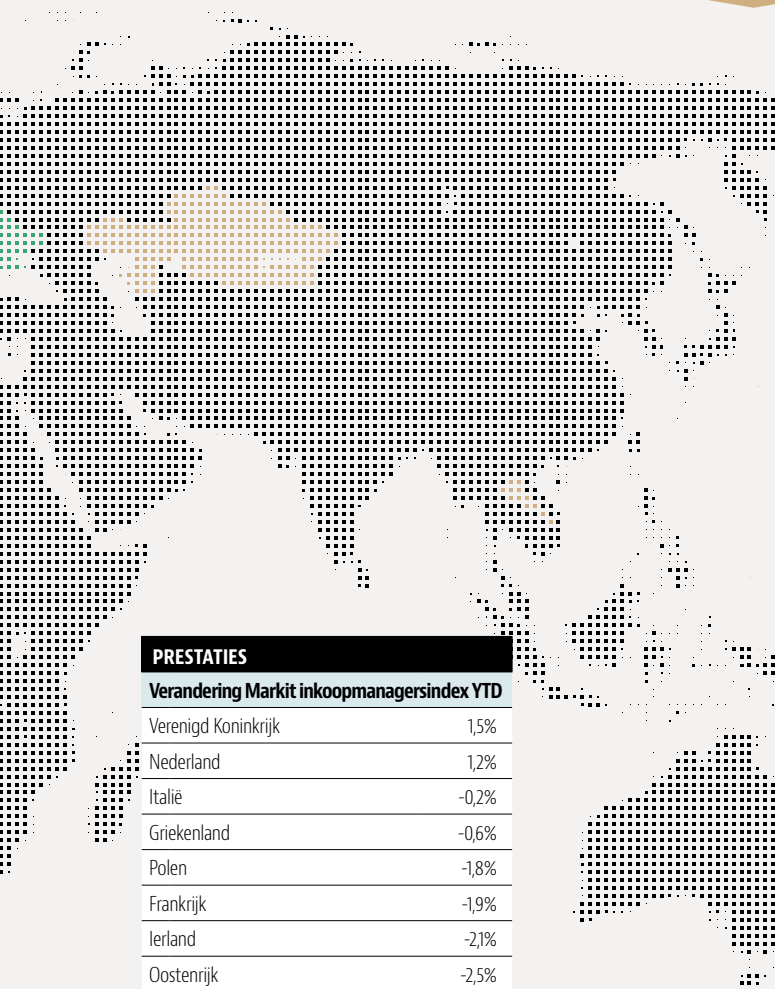 PRESTATIES
Verandering Markit inkoopmanagersindex YTD
Verenigd Koninkrijk 1,5%
Nederland 1,2%
Italië -0,2%
Griekenland -0,6%
Polen -1,8%
Frankrijk -1,9%
Ierland -2,1%
Oostenrijk -2,5%